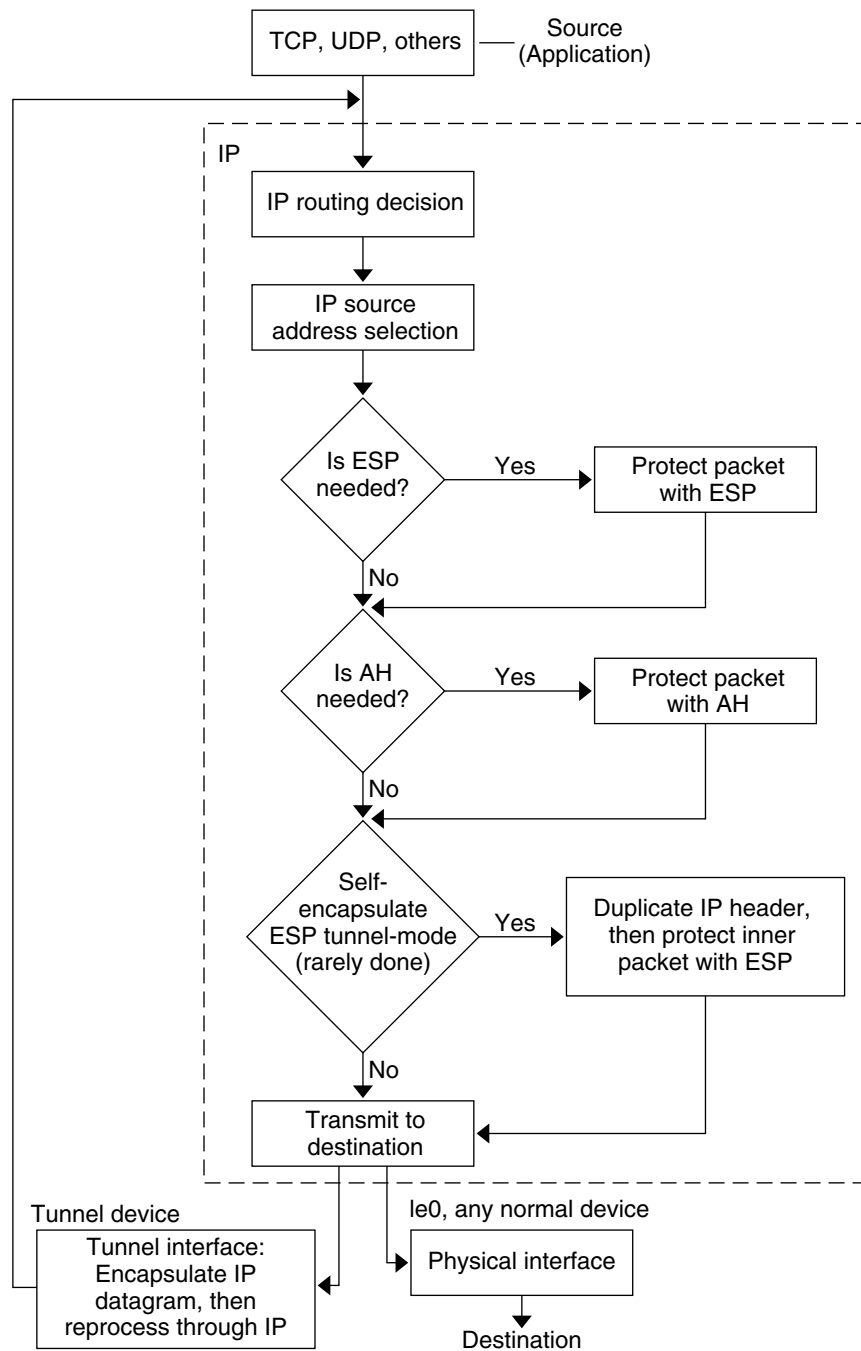 TCP, UDP, others
Source
(Application)
IP
IP routing decision
IP source
address selection
Is ESP
needed?
Yes
Protect packet
with ESP
No
Is AH
needed?
Yes
Protect packet
with AH
No
Self-
encapsulate
ESP tunnel-mode
(rarely done)
Yes
Duplicate IP header,
then protect inner
packet with ESP
No
Transmit to
destination
Tunnel device
Tunnel interface:
Encapsulate IP
datagram, then
reprocess through IP
le0, any normal device
Physical interface
Destination